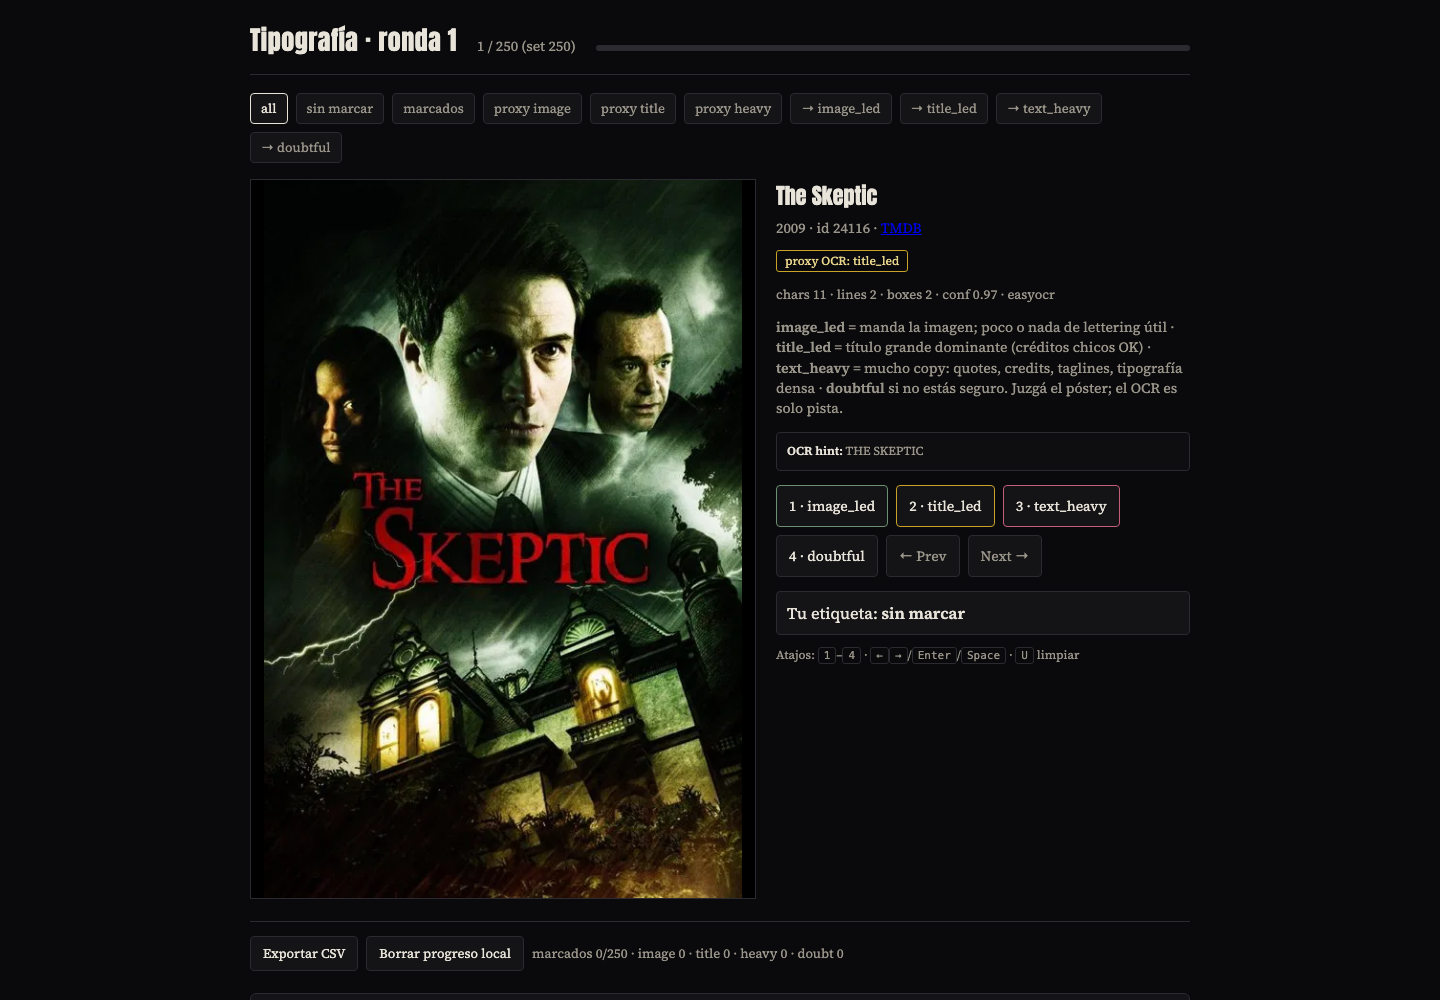 Tipografía · ronda 1
1 / 250 (set 250)
all
sin marcar
marcados
proxy image
proxy title
proxy heavy
→ image_led
→ title_led
→ text_heavy
→ doubtful
THE
SKEPTIC
The Skeptic
2009 · id 24116 · TMDB
proxy OCR: title_led
chars 11 · lines 2 · boxes 2 · conf 0.97 · easyocr
image_led = manda la imagen; poco o nada de lettering útil ·
title_led = título grande dominante (créditos chicos OK) ·
text_heavy = mucho copy: quotes, credits, taglines, tipografía
densa · doubtful si no estás seguro. Juzgá el póster; el OCR es
solo pista.
OCR hint: THE SKEPTIC
1 · image_led
2 · title_led
3 · text_heavy
4 · doubtful
← Prev
Next →
Tu etiqueta: sin marcar
Atajos: 1–4 · ← → / Enter / Space · U limpiar
Exportar CSV
Borrar progreso local
marcados 0/250 · image 0 · title 0 · heavy 0 · doubt 0